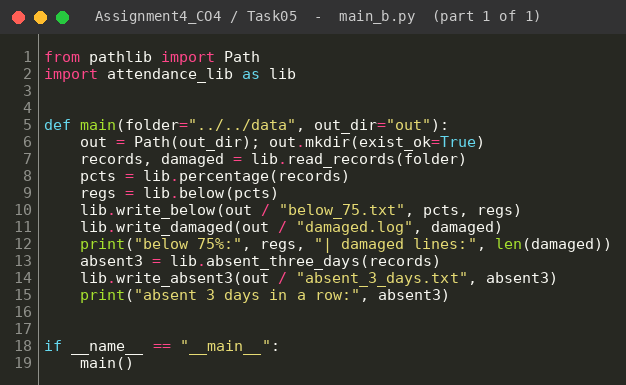 Assignment4_CO4 / Task05  -  main_b.py  (part 1 of 1)
1 from pathlib import Path
2 import attendance_lib as lib
3
4
5 def main(folder="../../data", out_dir="out"):
6     out = Path(out_dir); out.mkdir(exist_ok=True)
7     records, damaged = lib.read_records(folder)
8     pcts = lib.percentage(records)
9     regs = lib.below(pcts)
10     lib.write_below(out / "below_75.txt", pcts, regs)
11     lib.write_damaged(out / "damaged.log", damaged)
12     print("below 75%:", regs, "| damaged lines:", len(damaged))
13     absent3 = lib.absent_three_days(records)
14     lib.write_absent3(out / "absent_3_days.txt", absent3)
15     print("absent 3 days in a row:", absent3)
16
17
18 if __name__ == "__main__":
19     main()